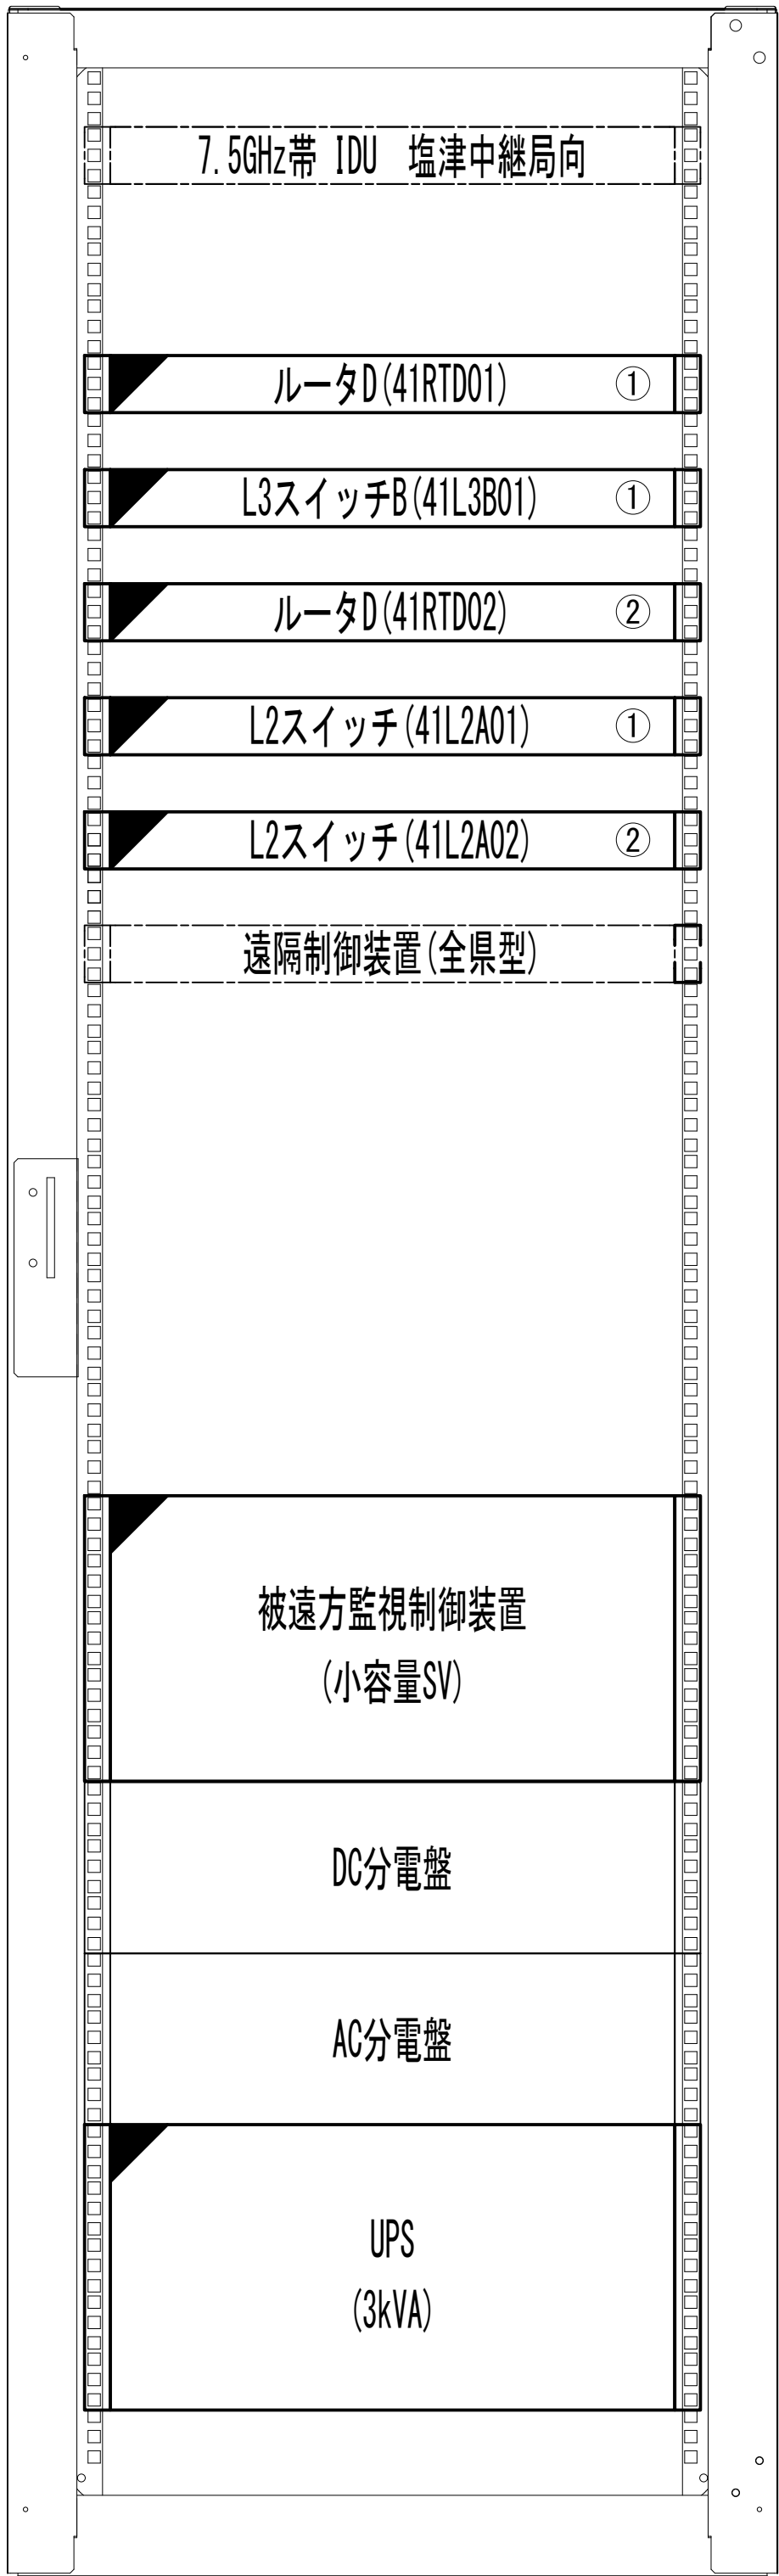 7.5GHz帯 IDU　塩津中継局向
ルータD(41RTD01) ①
L3スイッチB(41L3B01) ①
ルータD(41RTD02) ②
L2スイッチ(41L2A01) ①
L2スイッチ(41L2A02) ②
遠隔制御装置(全県型)
被遠方監視制御装置
(小容量SV)
DC分電盤
AC分電盤
UPS
(3kVA)